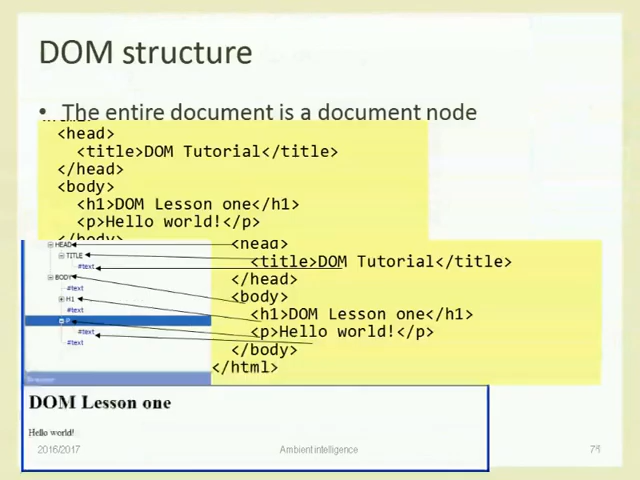 DOM structure
• The entire document is a document node
<head>
<title>DOM Tutorial</title>
</head>
<body>
<h1>DOM Lesson one</h1>
<p>Hello world!</p>
</body>
HEAD
TITLE
#text
BODY
#text
H1
#text
P
#text
#text
<head>
<title>DOM Tutorial</title>
</head>
<body>
<h1>DOM Lesson one</h1>
<p>Hello world!</p>
</body>
</html>
DOM Lesson one
Hello world!
2016/2017
Ambient intelligence